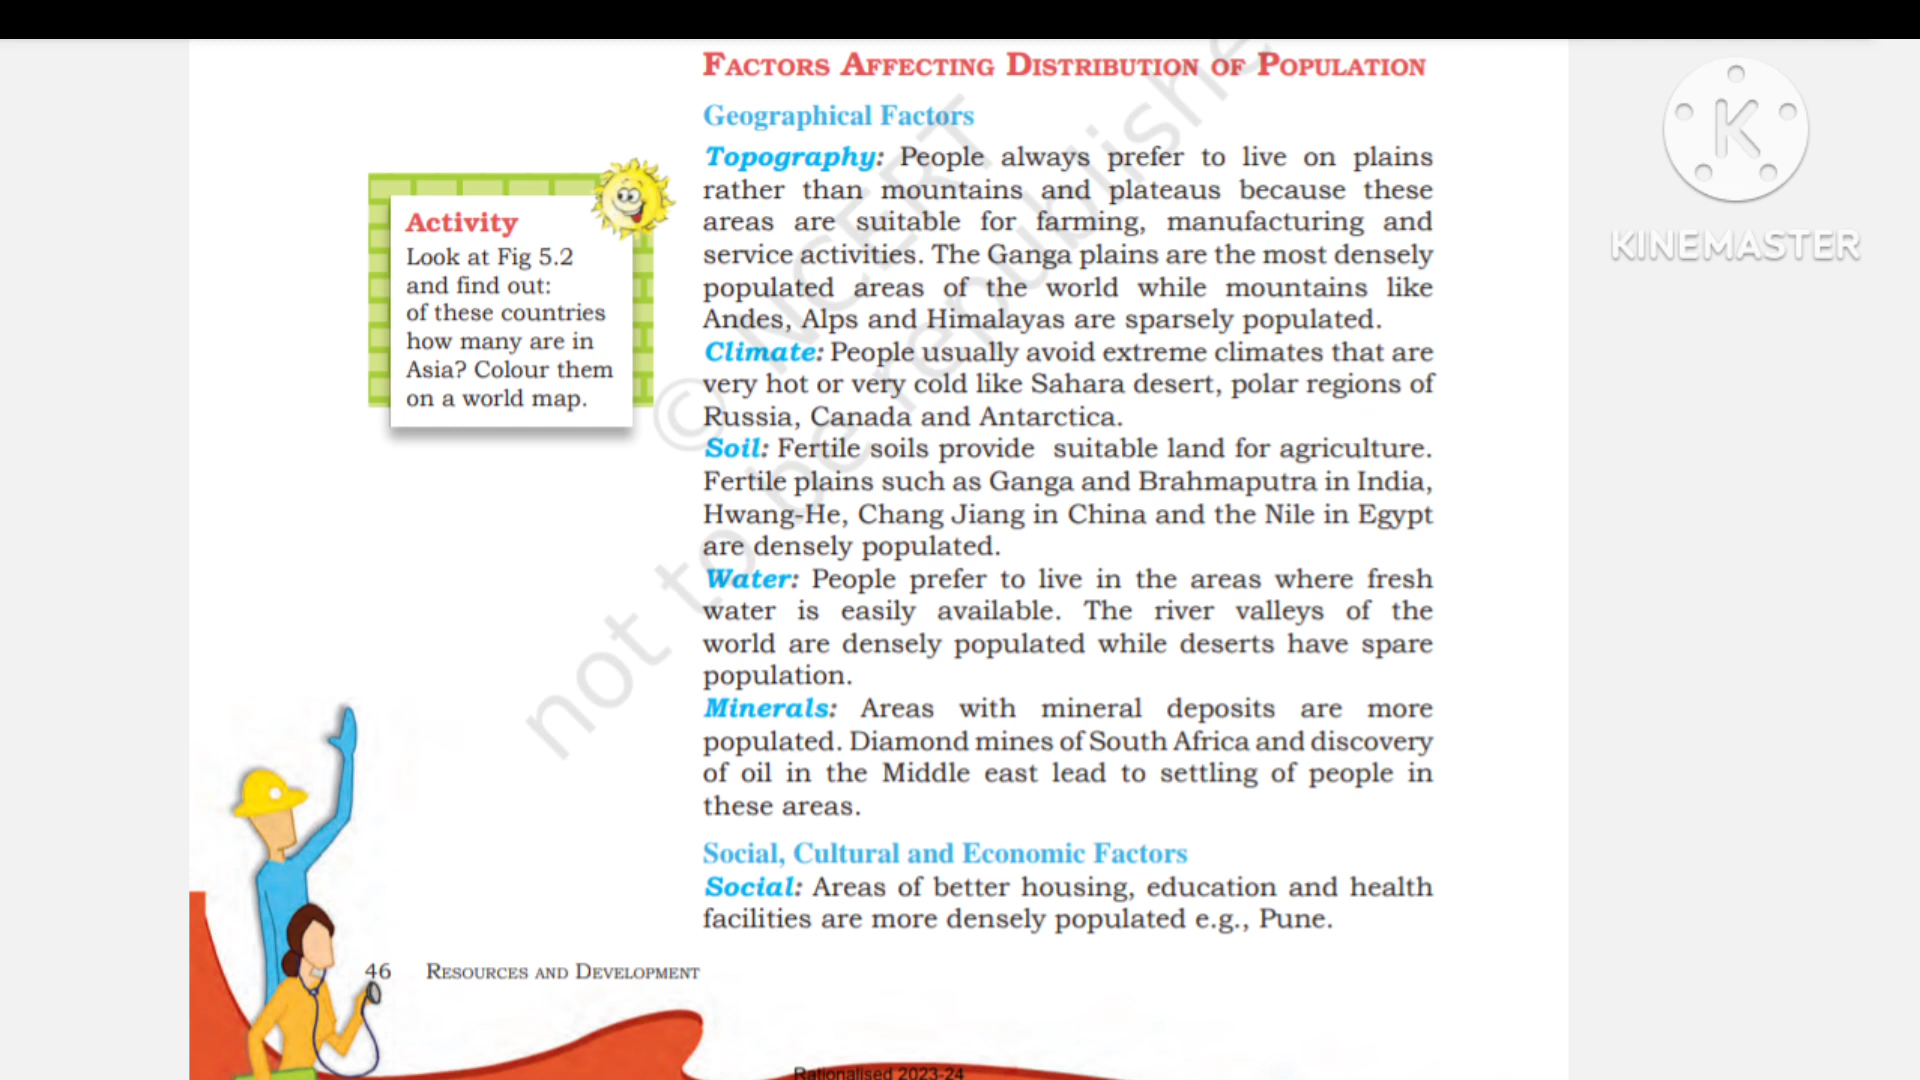 FACTORS AFFECTING DISTRIBUTION OF POPULATION
Geographical Factors
Topography: People always prefer to live on plains
rather than mountains and plateaus because these
areas are suitable for farming, manufacturing and
service activities. The Ganga plains are the most densely
populated areas of the world while mountains like
Andes, Alps and Himalayas are sparsely populated.
Climate: People usually avoid extreme climates that are
very hot or very cold like Sahara desert, polar regions of
Russia, Canada and Antarctica.
Soil: Fertile soils provide suitable land for agriculture.
Fertile plains such as Ganga and Brahmaputra in India,
Hwang-He, Chang Jiang in China and the Nile in Egypt
are densely populated.
Water: People prefer to live in the areas where fresh
water is easily available. The river valleys of the
world are densely populated while deserts have spare
population.
Minerals: Areas with mineral deposits are more
populated. Diamond mines of South Africa and discovery
of oil in the Middle east lead to settling of people in
these areas.
Social, Cultural and Economic Factors
Social: Areas of better housing, education and health
facilities are more densely populated e.g., Pune.
Activity
Look at Fig 5.2
and find out:
of these countries
how many are in
Asia? Colour them
on a world map.
46 RESOURCES AND DEVELOPMENT
Rationalised 2023-24
© NCERT
not to be republishe
K
KINEMASTER